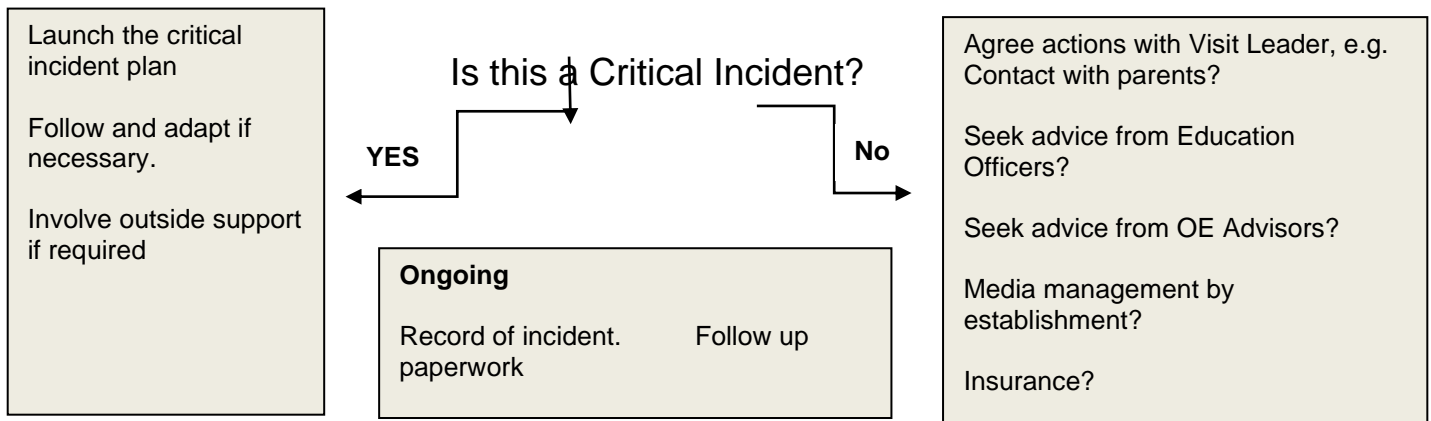 Launch the critical
incident plan
Follow and adapt if
necessary.
Involve outside support
if required
Is this a Critical Incident?
YES
No
Ongoing
Record of incident. Follow up
paperwork
Agree actions with Visit Leader, e.g.
Contact with parents?
Seek advice from Education
Officers?
Seek advice from OE Advisors?
Media management by
establishment?
Insurance?